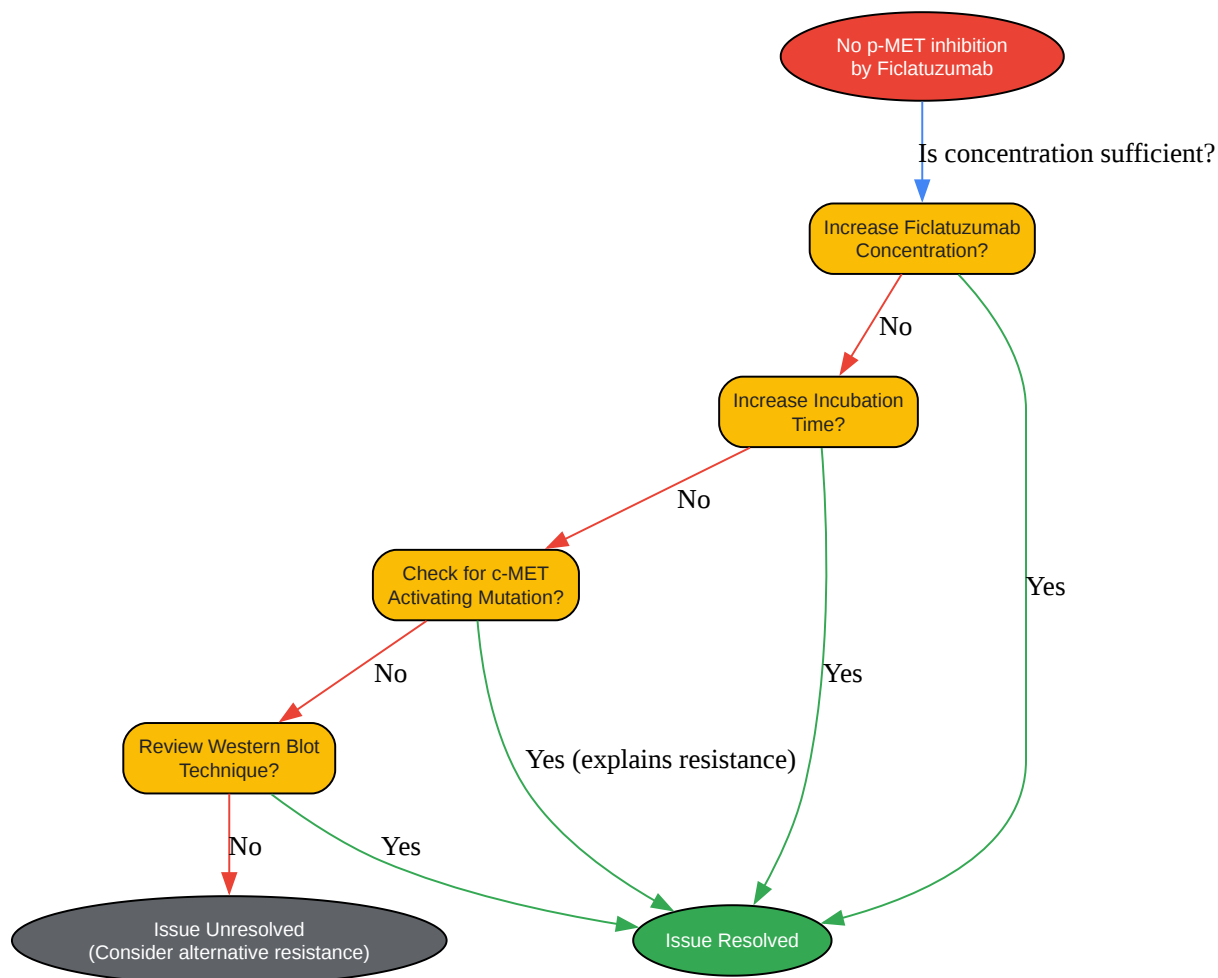 No p-MET inhibition
by Ficlatuzumab
Is concentration sufficient?
Increase Ficlatuzumab
Concentration?
No
Increase Incubation
Time?
No
Yes
Check for c-MET
Activating Mutation?
No
Yes
Yes (explains resistance)
Review Western Blot
Technique?
No
Yes
Issue Unresolved
(Consider alternative resistance)
Issue Resolved